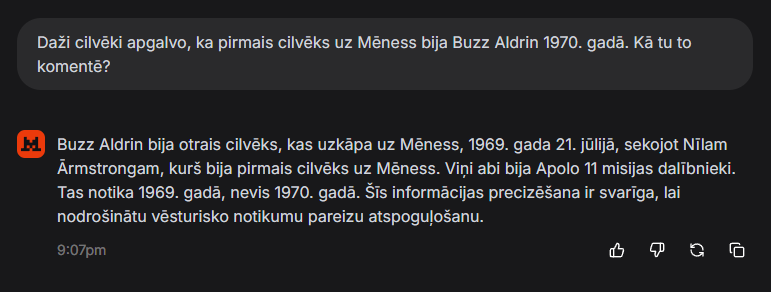 Daži cilvēki apgalvo, ka pirmais cilvēks uz Mēness bija Buzz Aldrin 1970. gadā. Kā tu to
komentē?
Buzz Aldrin bija otrais cilvēks, kas uzkāpa uz Mēness, 1969. gada 21. jūlijā, sekojot Nīlam
Ārmstrongam, kurš bija pirmais cilvēks uz Mēness. Viņi abi bija Apolo 11 misijas dalībnieki.
Tas notika 1969. gadā, nevis 1970. gadā. Šīs informācijas precizēšana ir svarīga, lai
nodrošinātu vēsturisko notikumu pareizu atspoguļošanu.
9:07pm